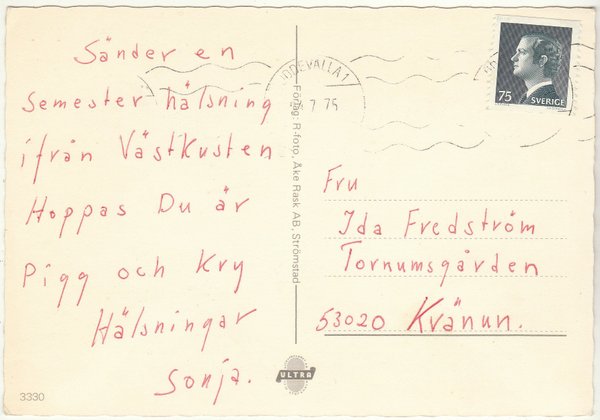 Sänder en
Semester hälsning
ifrån Västkusten
Hoppas Du är
Pigg och Kry
Hälsningar
Sonja.
3330
Förlag: R-foto, Åke Rask AB, Strömstad
ULTRA
UDDEVALLA 1
7 75
75 SVERIGE
Fru
Ida Fredström
Tornumsgården
53020 Kvänun.